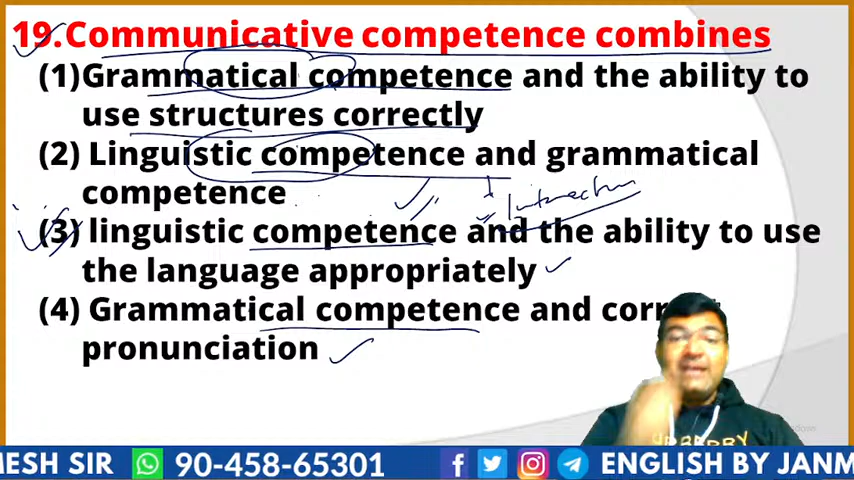 19.Communicative competence combines
(1)Grammatical competence and the ability to
use structures correctly
(2) Linguistic competence and grammatical
competence
(3) linguistic competence and the ability to use
the language appropriately
(4) Grammatical competence and
pronunciation
MESH SIR 90-458-65301 ENGLISH BY JANM